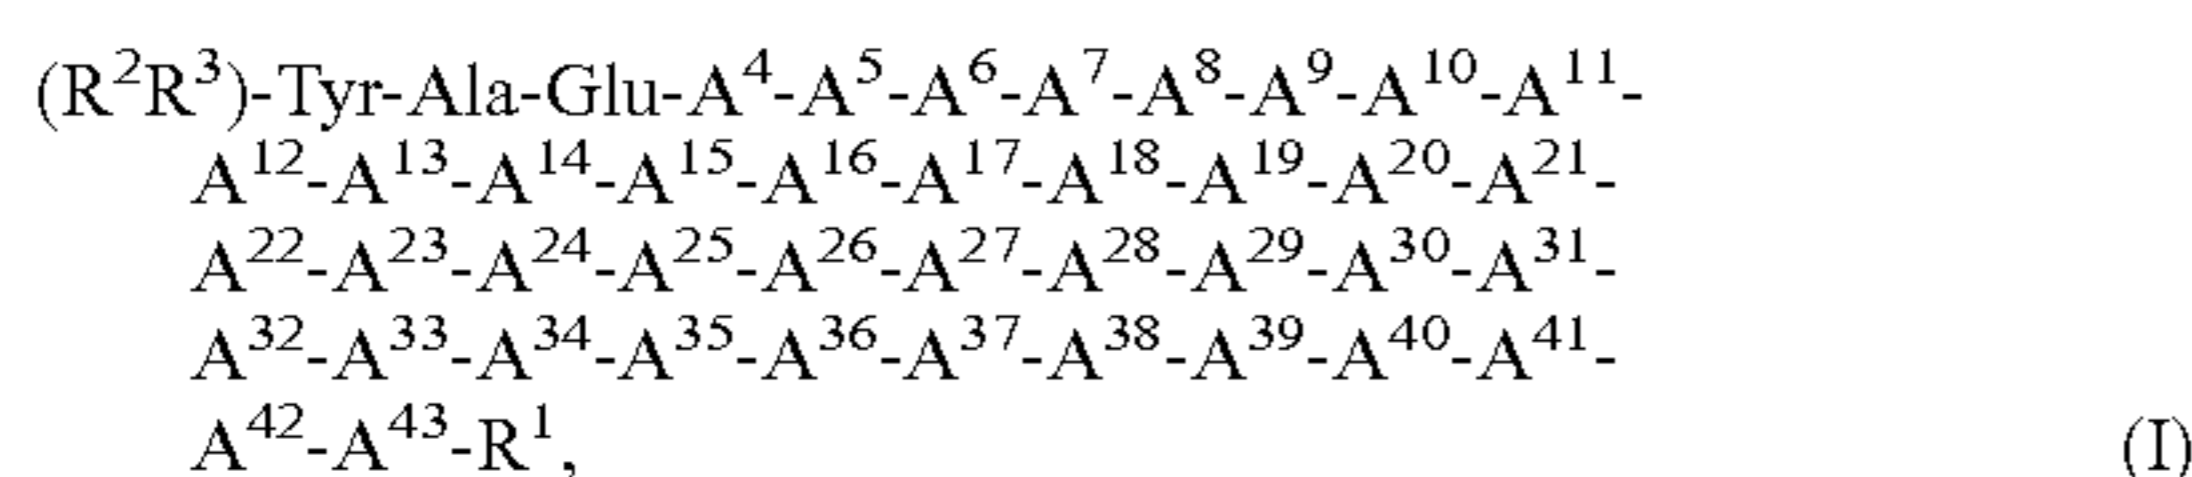 (R²R³)-Tyr-Ala-Glu-A⁴-A⁵-A⁶-A⁷-A⁸-A⁹-A¹⁰-A¹¹-
A¹²-A¹³-A¹⁴-A¹⁵-A¹⁶-A¹⁷-A¹⁸-A¹⁹-A²⁰-A²¹-
A²²-A²³-A²⁴-A²⁵-A²⁶-A²⁷-A²⁸-A²⁹-A³⁰-A³¹-
A³²-A³³-A³⁴-A³⁵-A³⁶-A³⁷-A³⁸-A³⁹-A⁴⁰-A⁴¹-
A⁴²-A⁴³-R¹, (I)